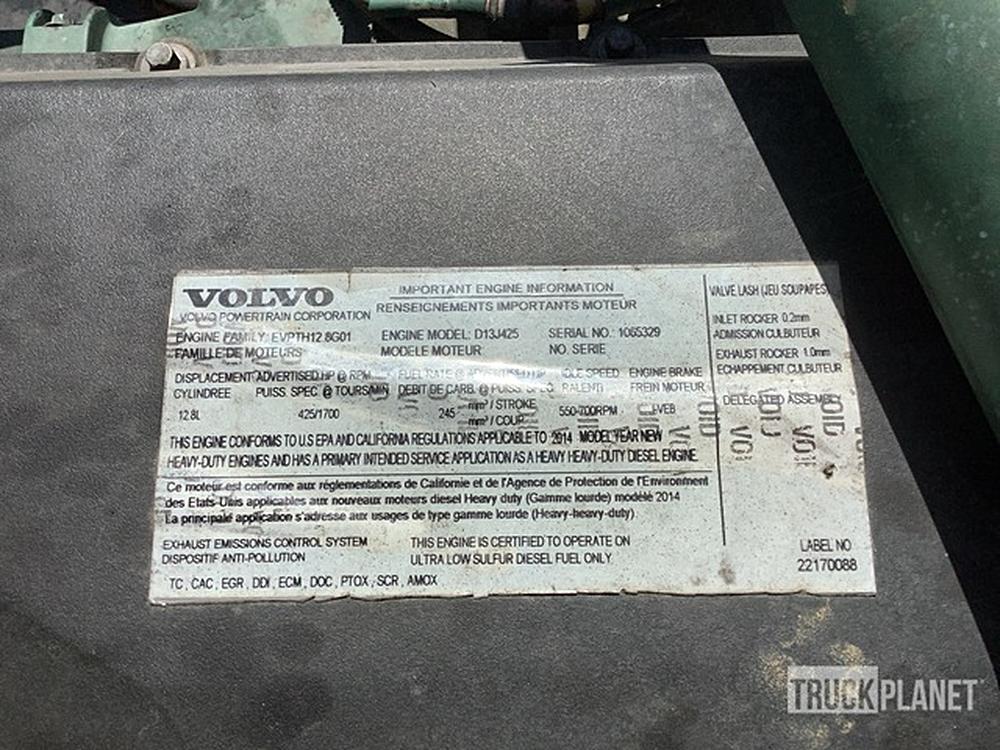 VOLVO
VOLVO POWERTRAIN CORPORATION
IMPORTANT ENGINE INFORMATION
RENSEIGNEMENTS IMPORTANTS MOTEUR
ENGINE FAMILY: EVPTH12.8G01 ENGINE MODEL: D13J425 SERIAL NO.: 1065329
FAMILLE DE MOTEURS MODELE MOTEUR NO. SERIE
DISPLACEMENT ADVERTISED HP @ RPM FUEL RATE @ ADVERTISED HP IDLE SPEED ENGINE BRAKE
CYLINDREE PUISS. SPEC @ TOURS/MIN DEBIT DE CARB. @ PUISS. SPEC. RALENTI FREIN MOTEUR
12.8L 425/1700 245 mm³ / STROKE 550-700RPM VEB
mm³ / COUP
THIS ENGINE CONFORMS TO U.S EPA AND CALIFORNIA REGULATIONS APPLICABLE TO 2014 MODEL YEAR NEW
HEAVY-DUTY ENGINES AND HAS A PRIMARY INTENDED SERVICE APPLICATION AS A HEAVY HEAVY-DUTY DIESEL ENGINE.
Ce moteur est conforme aux réglementations de Californie et de l'Agence de Protection de l'Environment
des Etats-Unis applicables aux nouveaux moteurs diesel Heavy duty (Gamme lourde) modèle 2014
La principale application s'adresse aux usages de type gamme lourde (Heavy-heavy-duty)
EXHAUST EMISSIONS CONTROL SYSTEM THIS ENGINE IS CERTIFIED TO OPERATE ON
DISPOSITIF ANTI-POLLUTION ULTRA LOW SULFUR DIESEL FUEL ONLY.
TC , CAC , EGR , DDI , ECM , DOC , PTOX , SCR , AMOX
VALVE LASH (JEU SOUPAPES)
INLET ROCKER 0.2mm
ADMISSION CULBUTEUR
EXHAUST ROCKER 1.0mm
ECHAPPEMENT CULBUTEUR
DELEGATED ASSEMBLY
LABEL NO
22170088
TRUCKPLANET